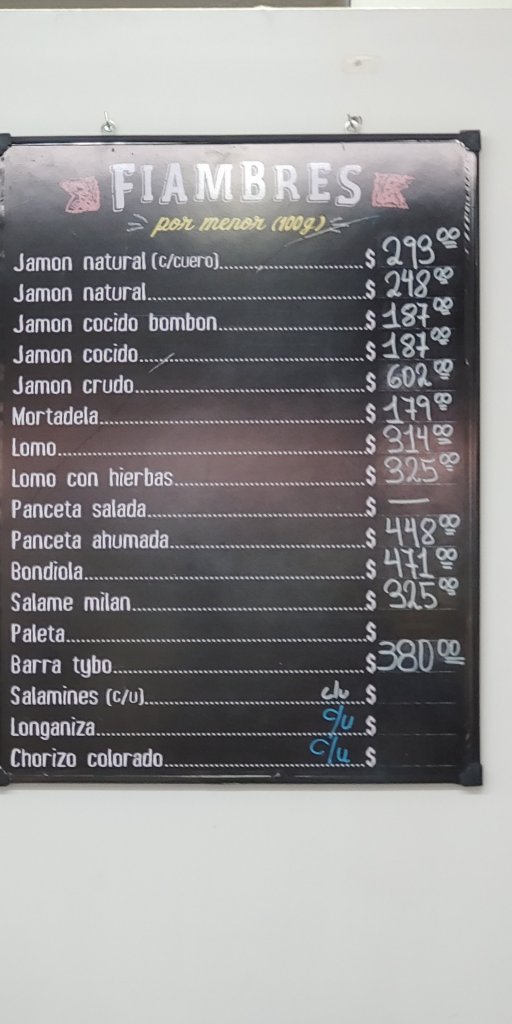 FIAMBRES
por menor (100g)
Jamon natural (c/cuero)........$ 29300
Jamon natural........$ 24800
Jamon cocido bombon........$ 18700
Jamon cocido........$ 18700
Jamon crudo........$ 60200
Mortadela........$ 17900
Lomo........$ 31400
Lomo con hierbas........$ 32500
Panceta salada........$ —
Panceta ahumada........$ 44800
Bondiola........$ 47100
Salame milan........$ 32500
Paleta........$
Barra tybo........$ 38000
Salamines (c/u)........c/u $
Longaniza........c/u $
Chorizo colorado........c/u $